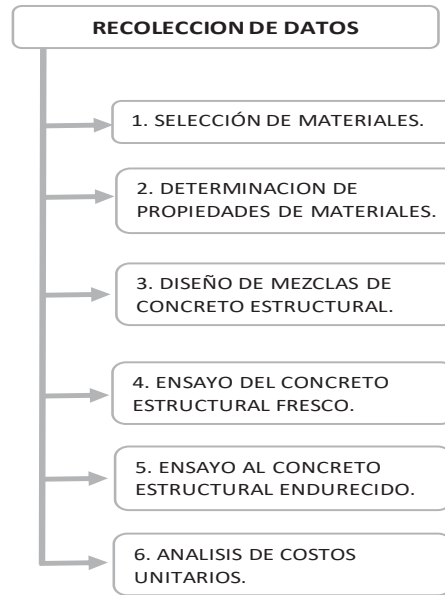 RECOLECCION DE DATOS
1. SELECCIÓN DE MATERIALES.
2. DETERMINACION DE
PROPIEDADES DE MATERIALES.
3. DISEÑO DE MEZCLAS DE
CONCRETO ESTRUCTURAL.
4. ENSAYO DEL CONCRETO
ESTRUCTURAL FRESCO.
5. ENSAYO AL CONCRETO
ESTRUCTURAL ENDURECIDO.
6. ANALISIS DE COSTOS
UNITARIOS.